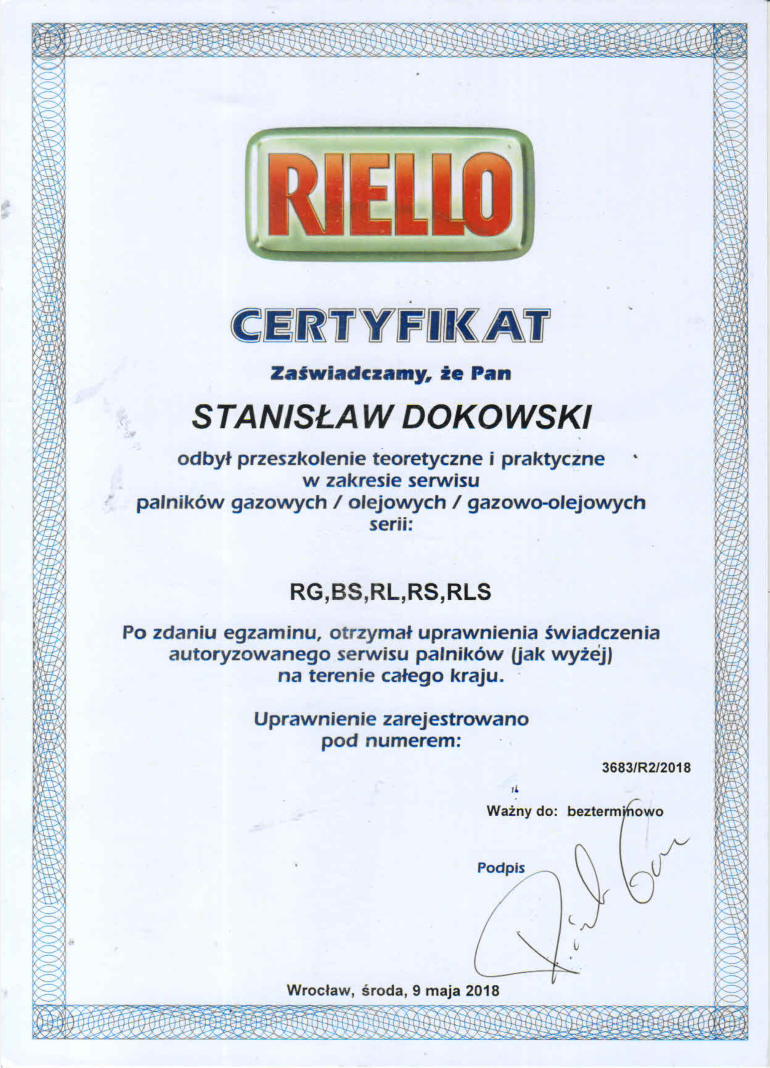 RIELLO
CERTYFIKAT
Zaświadczamy, że Pan
STANISŁAW DOKOWSKI
odbył przeszkolenie teoretyczne i praktyczne
w zakresie serwisu
palników gazowych / olejowych / gazowo-olejowych
serii:
RG,BS,RL,RS,RLS
Po zdaniu egzaminu, otrzymał uprawnienia świadczenia
autoryzowanego serwisu palników (jak wyżej)
na terenie całego kraju.
Uprawnienie zarejestrowano
pod numerem:
3683/R2/2018
Ważny do: bezterminowo
Podpis
Wrocław, środa, 9 maja 2018